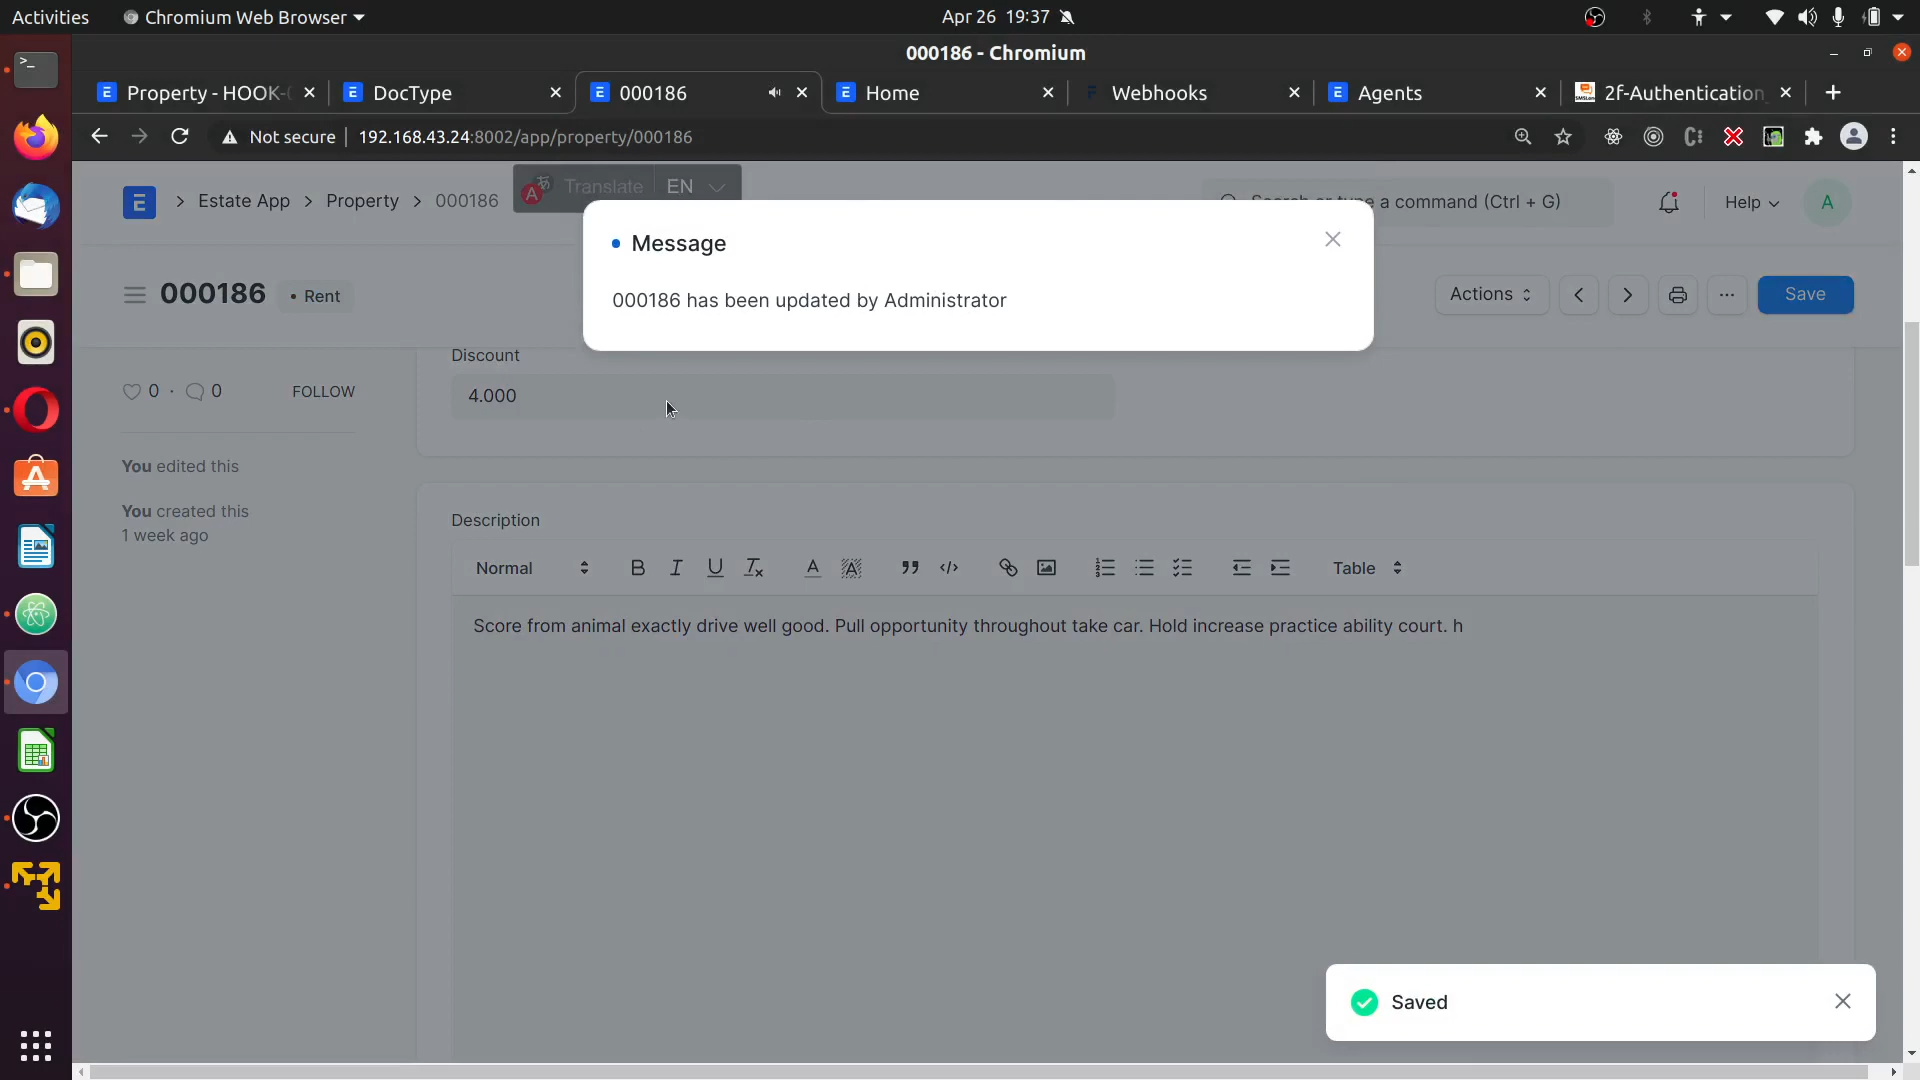 Activities
Chromium Web Browser
Apr 26 19:37
000186 - Chromium
Property - HOOK-
DocType
000186
Home
Webhooks
Agents
2f-Authentication
Not secure
192.168.43.24:8002/app/property/000186
Estate App
Property
000186
Translate
EN
Search or type a command (Ctrl + G)
Help
A
Message
000186 has been updated by Administrator
000186
Rent
Actions
Save
0 · 0
FOLLOW
You edited this
You created this
1 week ago
Discount
4.000
Description
Normal
Table
Score from animal exactly drive well good. Pull opportunity throughout take car. Hold increase practice ability court. h
Saved